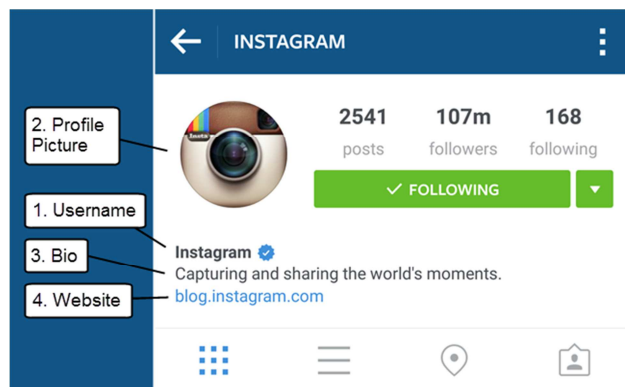 INSTAGRAM
2. Profile
Picture
Insta
2541 107m 168
posts followers following
FOLLOWING
1. Username
Instagram
3. Bio
Capturing and sharing the world's moments.
4. Website
blog.instagram.com